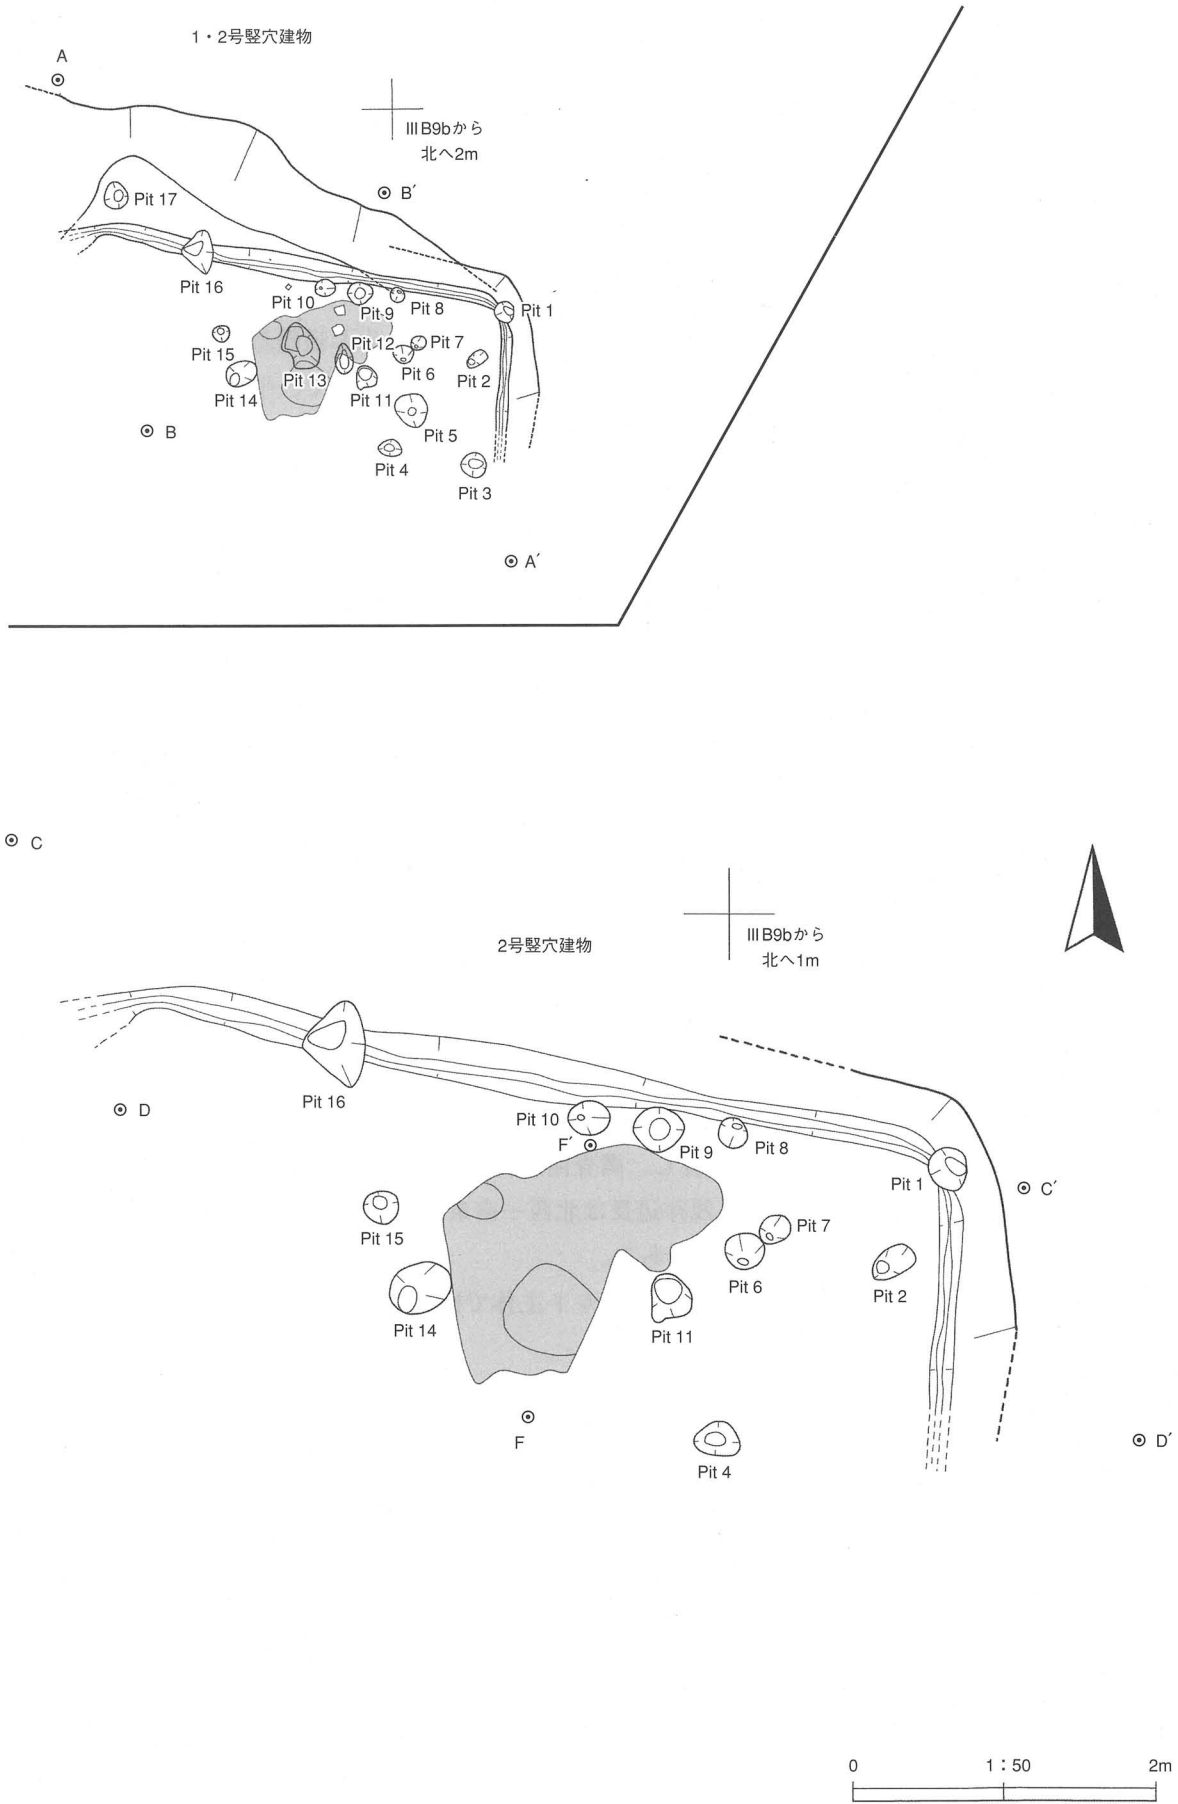 1・2号竪穴建物
A
ⅢB9bから
北へ2m
B′
Pit 17
Pit 16
Pit 10
Pit 9
Pit 8
Pit 1
Pit 15
Pit 12
Pit 7
Pit 6
Pit 2
Pit 13
Pit 14
Pit 11
B
Pit 5
Pit 4
Pit 3
A′
C
2号竪穴建物
ⅢB9bから
北へ1m
D
Pit 16
Pit 10
F′
Pit 9
Pit 8
Pit 1
C′
Pit 15
Pit 7
Pit 6
Pit 2
Pit 14
Pit 11
F
Pit 4
D′
0 1：50 2m